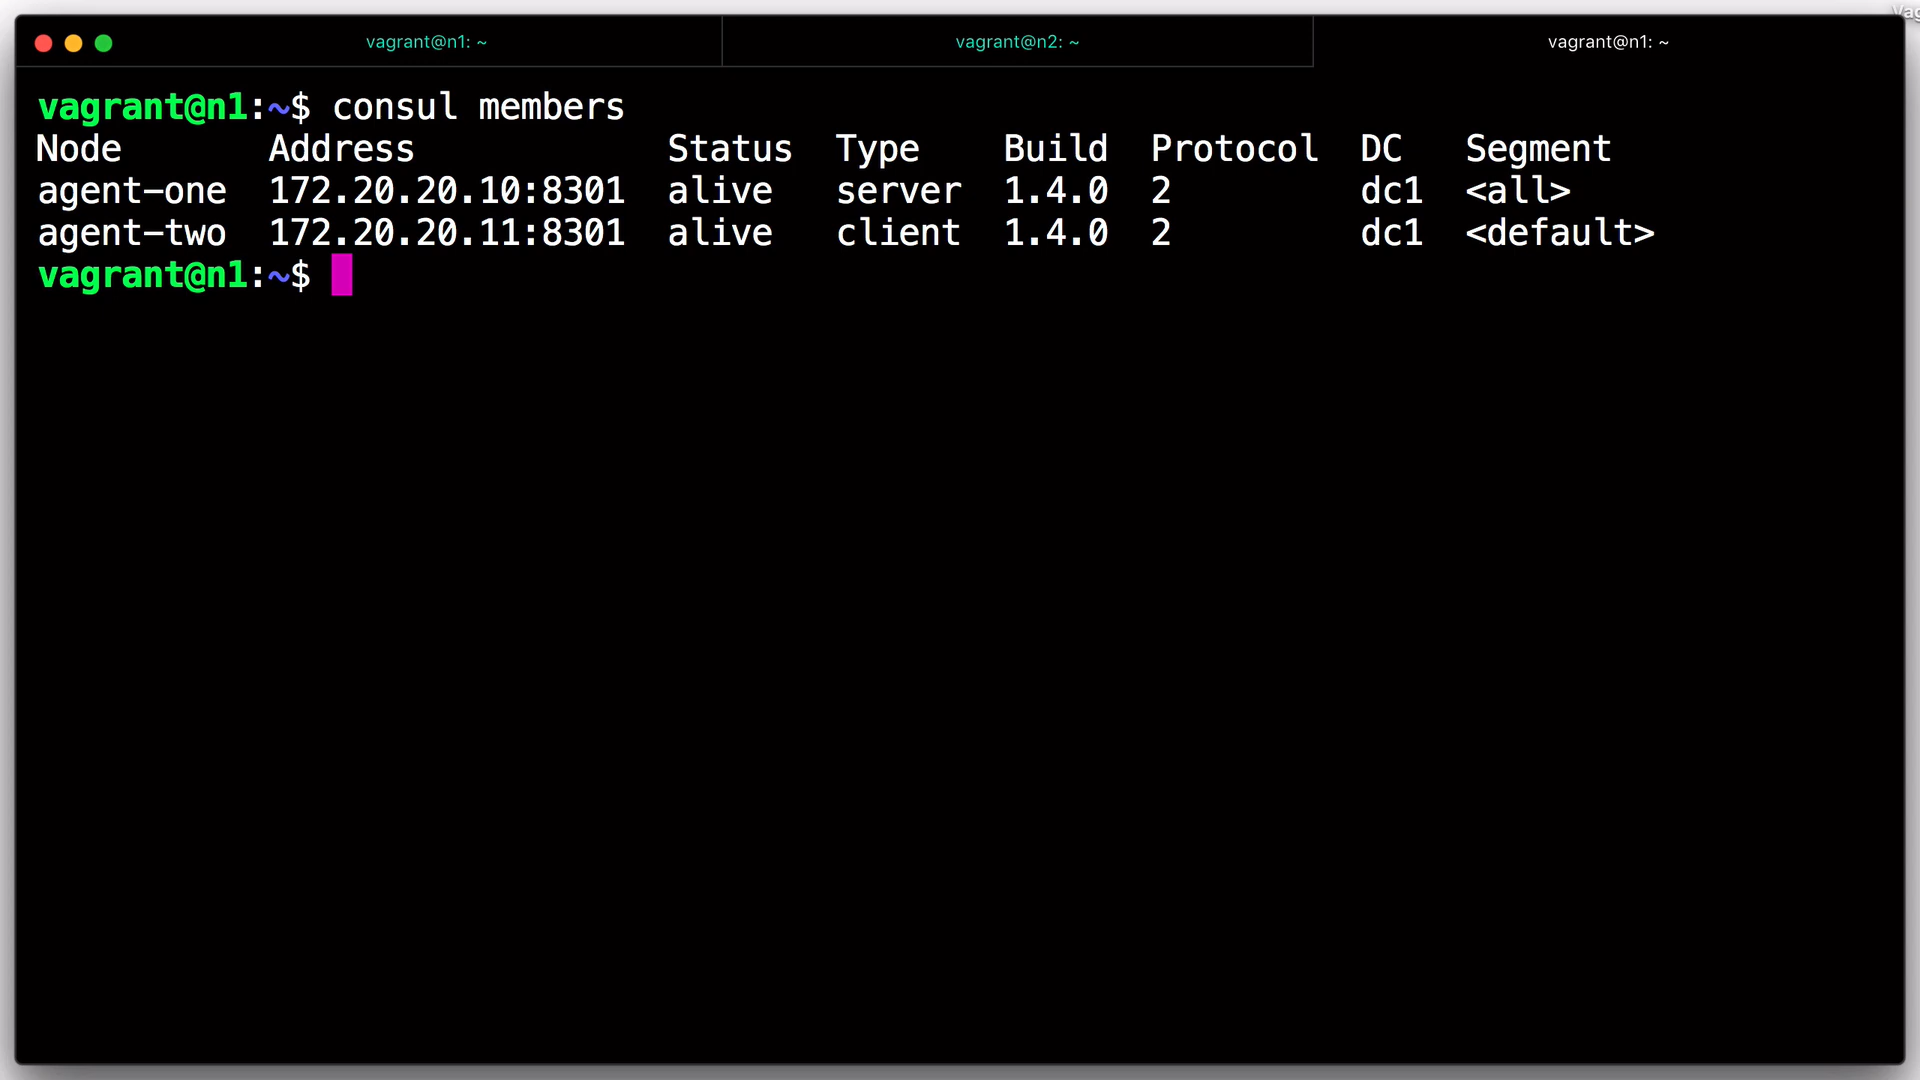 vagrant@n1: ~ vagrant@n2: ~ vagrant@n1: ~
vagrant@n1:~$ consul members
Node Address Status Type Build Protocol DC Segment
agent-one 172.20.20.10:8301 alive server 1.4.0 2 dc1 <all>
agent-two 172.20.20.11:8301 alive client 1.4.0 2 dc1 <default>
vagrant@n1:~$